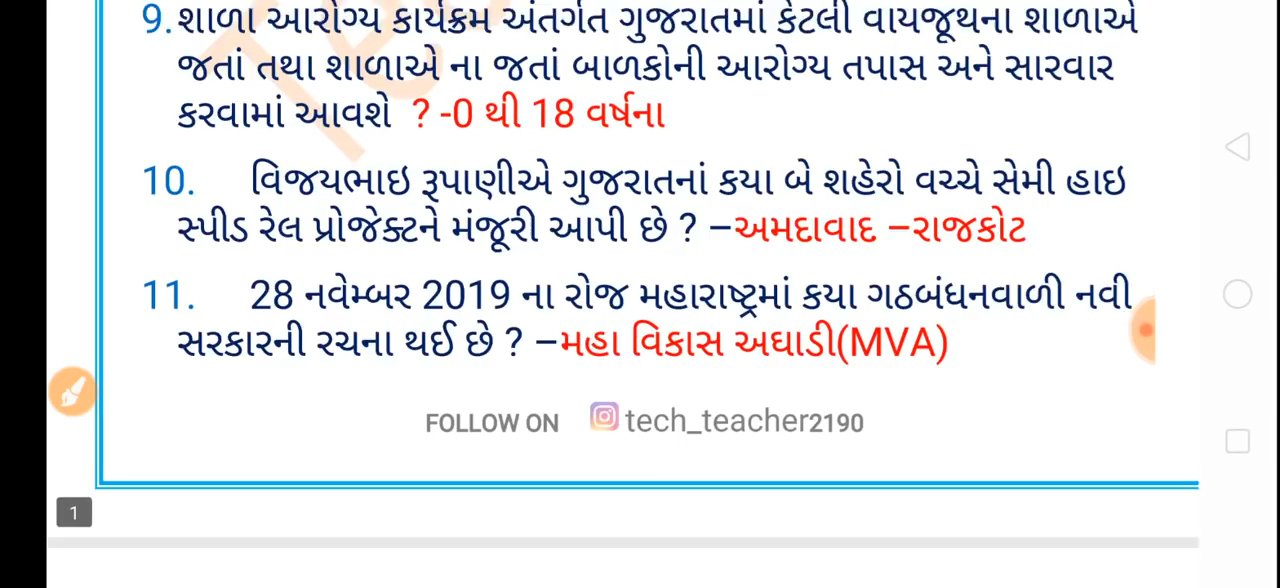 9. શાળા આરોગ્ય કાર્યક્રમ અંતર્ગત ગુજરાતમાં કેટલી વાયજૂથના શાળાએ
જતાં તથા શાળાએ ના જતાં બાળકોની આરોગ્ય તપાસ અને સારવાર
કરવામાં આવશે ? -0 થી 18 વર્ષના
10. વિજયભાઇ રૂપાણીએ ગુજરાતનાં કયા બે શહેરો વચ્ચે સેમી હાઇ
સ્પીડ રેલ પ્રોજેક્ટને મંજૂરી આપી છે ? –અમદાવાદ –રાજકોટ
11. 28 નવેમ્બર 2019 ના રોજ મહારાષ્ટ્રમાં કયા ગઠબંધનવાળી નવી
સરકારની રચના થઈ છે ? –મહા વિકાસ અઘાડી(MVA)
FOLLOW ON tech_teacher2190
1